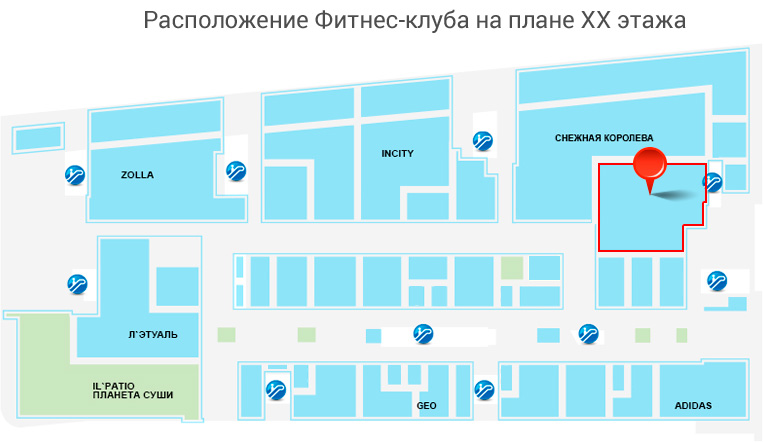 Расположение Фитнес-клуба на плане XX этажа
СНЕЖНАЯ КОРОЛЕВА
INCITY
ZOLLA
Л`ЭТУАЛЬ
IL`PATIO
ПЛАНЕТА СУШИ
GEO
ADIDAS